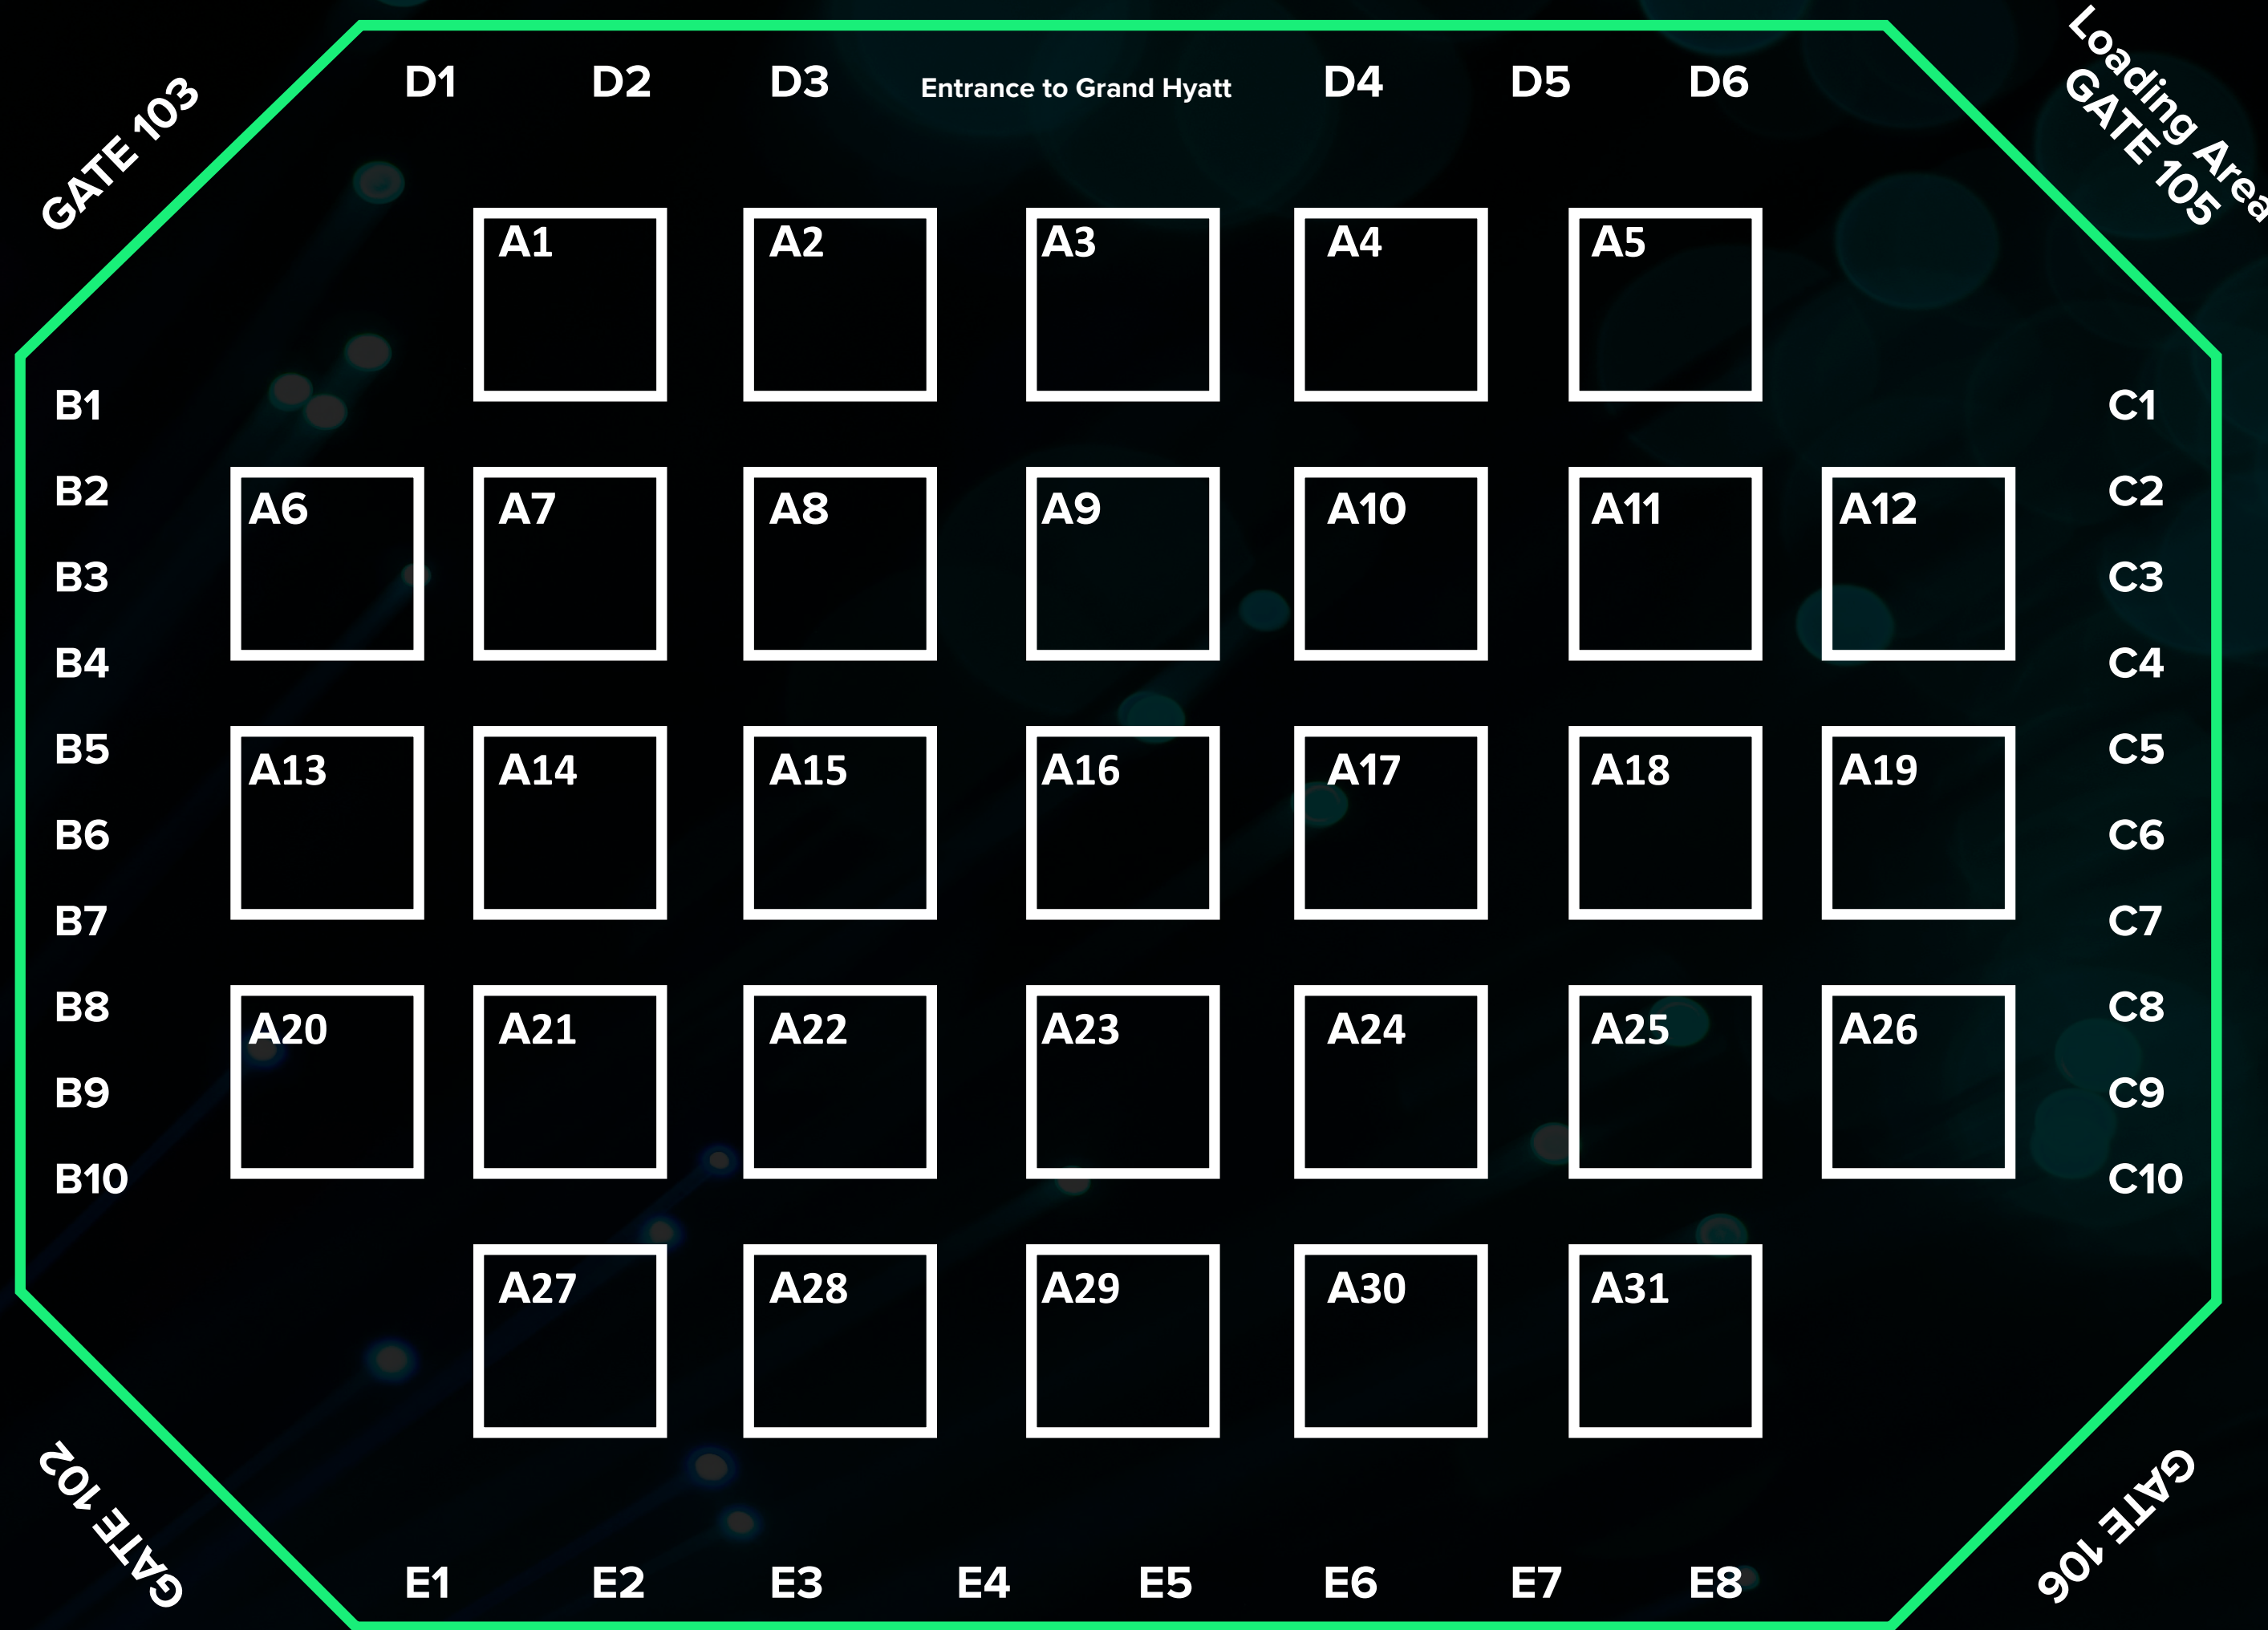 D1 D2 D3 Entrance to Grand Hyatt D4 D5 D6
GATE 103
Loading Area
GATE 105
A1 A2 A3 A4 A5
B1 C1
B2 A6 A7 A8 A9 A10 A11 A12 C2
B3 C3
B4 C4
B5 C5
A13 A14 A15 A16 A17 A18 A19
B6 C6
B7 C7
B8 C8
A20 A21 A22 A23 A24 A25 A26
B9 C9
B10 C10
A27 A28 A29 A30 A31
GATE 102
GATE 106
E1 E2 E3 E4 E5 E6 E7 E8